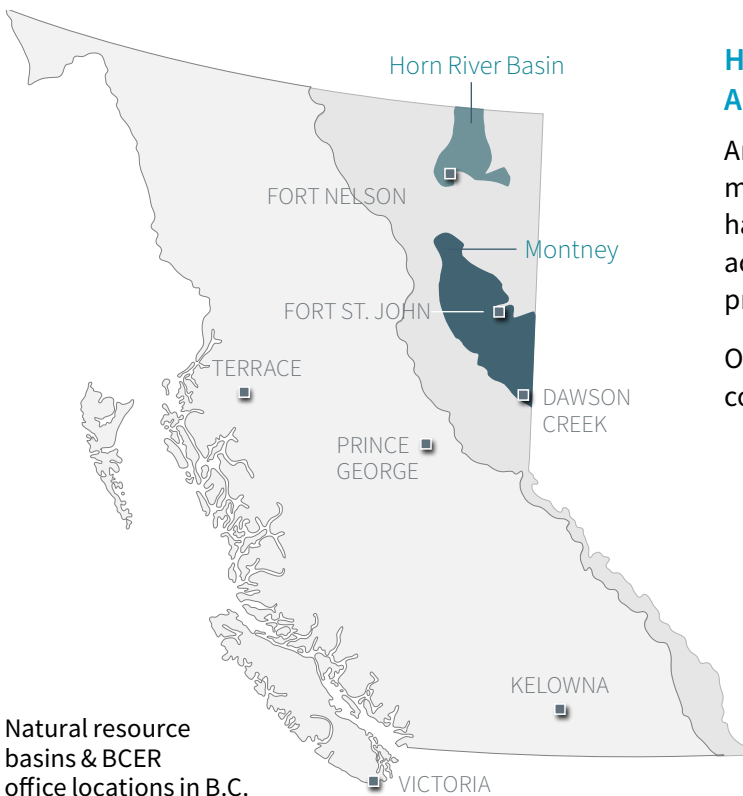 Horn River Basin
FORT NELSON
Montney
FORT ST. JOHN
TERRACE
DAWSON
CREEK
PRINCE
GEORGE
KELOWNA
Natural resource
basins & BCER
office locations in B.C.
VICTORIA